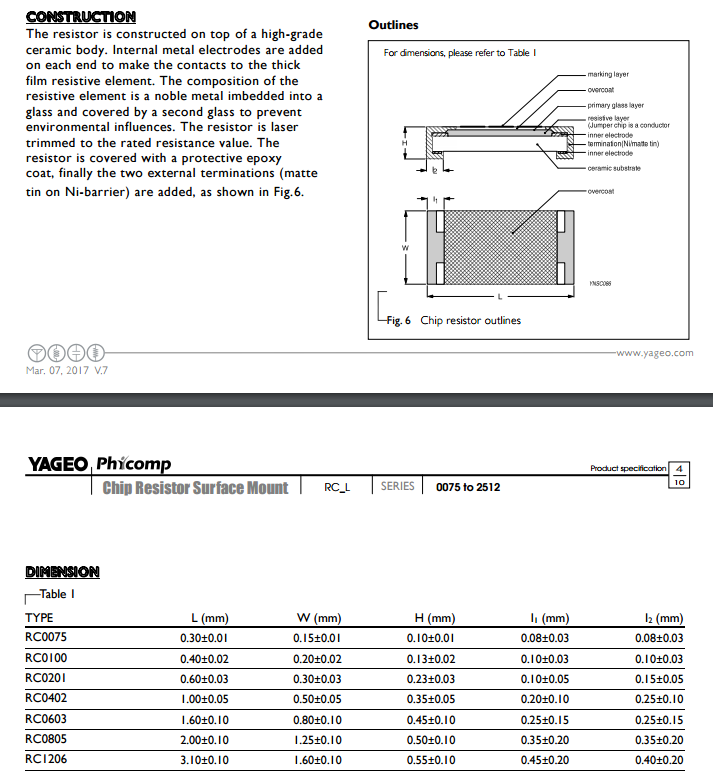 CONSTRUCTION
The resistor is constructed on top of a high-grade
ceramic body. Internal metal electrodes are added
on each end to make the contacts to the thick
film resistive element. The composition of the
resistive element is a noble metal imbedded into a
glass and covered by a second glass to prevent
environmental influences. The resistor is laser
trimmed to the rated resistance value. The
resistor is covered with a protective epoxy
coat, finally the two external terminations (matte
tin on Ni-barrier) are added, as shown in Fig.6.
Outlines
For dimensions, please refer to Table 1
marking layer
overcoat
primary glass layer
resistive layer
(Jumper chip is a conductor
inner electrode
termination(Ni/matte tin)
inner electrode
ceramic substrate
H
l₂
l₁
overcoat
W
L
YNSC086
Fig. 6 Chip resistor outlines
www.yageo.com
Mar. 07, 2017 V.7
YAGEO Phicomp
Product specification 4
10
Chip Resistor Surface Mount RC_L SERIES 0075 to 2512
DIMENSION
Table 1
TYPE L (mm) W (mm) H (mm) l₁ (mm) l₂ (mm)
RC0075 0.30±0.01 0.15±0.01 0.10±0.01 0.08±0.03 0.08±0.03
RC0100 0.40±0.02 0.20±0.02 0.13±0.02 0.10±0.03 0.10±0.03
RC0201 0.60±0.03 0.30±0.03 0.23±0.03 0.10±0.05 0.15±0.05
RC0402 1.00±0.05 0.50±0.05 0.35±0.05 0.20±0.10 0.25±0.10
RC0603 1.60±0.10 0.80±0.10 0.45±0.10 0.25±0.15 0.25±0.15
RC0805 2.00±0.10 1.25±0.10 0.50±0.10 0.35±0.20 0.35±0.20
RC1206 3.10±0.10 1.60±0.10 0.55±0.10 0.45±0.20 0.40±0.20